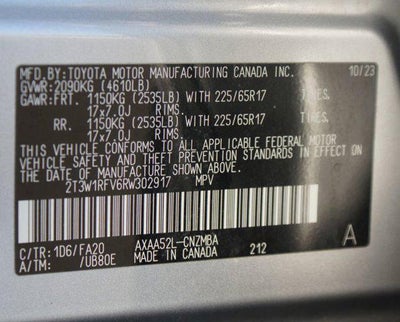 MFD.BY:TOYOTA MOTOR MANUFACTURING CANADA INC. 10/23
GVWR:2090KG (4610LB)
GAWR:FRT. 1150KG (2535LB) WITH 225/65R17 TIRES,
17x7.0J RIMS,
RR. 1150KG (2535LB) WITH 225/65R17 TIRES,
17x7.0J RIMS,
THIS VEHICLE CONFORMS TO ALL APPLICABLE FEDERAL MOTOR
VEHICLE SAFETY AND THEFT PREVENTION STANDARDS IN EFFECT ON
THE DATE OF MANUFACTURE SHOWN ABOVE.
2T3W1RFV6RW302917 MPV
C/TR:1D6/FA20 AXAA52L-CNZMBA
A/TM: /UB80E MADE IN CANADA 212 A